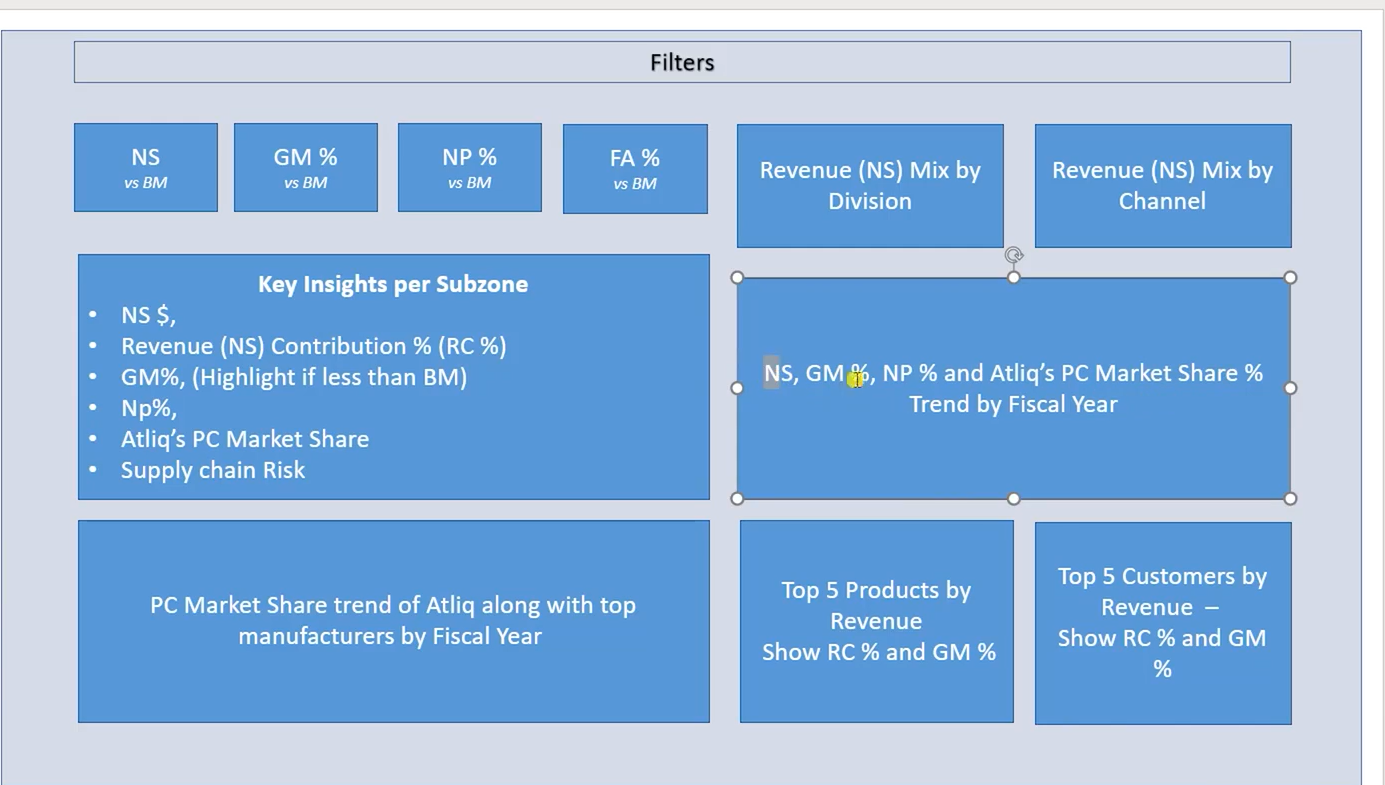 Filters
NS
vs BM
GM %
vs BM
NP %
vs BM
FA %
vs BM
Revenue (NS) Mix by
Division
Revenue (NS) Mix by
Channel
Key Insights per Subzone
• NS $,
• Revenue (NS) Contribution % (RC %)
• GM%, (Highlight if less than BM)
• Np%,
• Atliq’s PC Market Share
• Supply chain Risk
NS, GM %, NP % and Atliq’s PC Market Share %
Trend by Fiscal Year
PC Market Share trend of Atliq along with top
manufacturers by Fiscal Year
Top 5 Products by
Revenue
Show RC % and GM %
Top 5 Customers by
Revenue –
Show RC % and GM
%